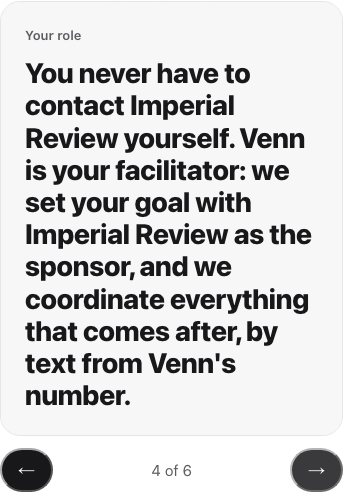 Your role
You never have to
contact Imperial
Review yourself. Venn
is your facilitator: we
set your goal with
Imperial Review as the
sponsor, and we
coordinate everything
that comes after, by
text from Venn's
number.
← 4 of 6 →